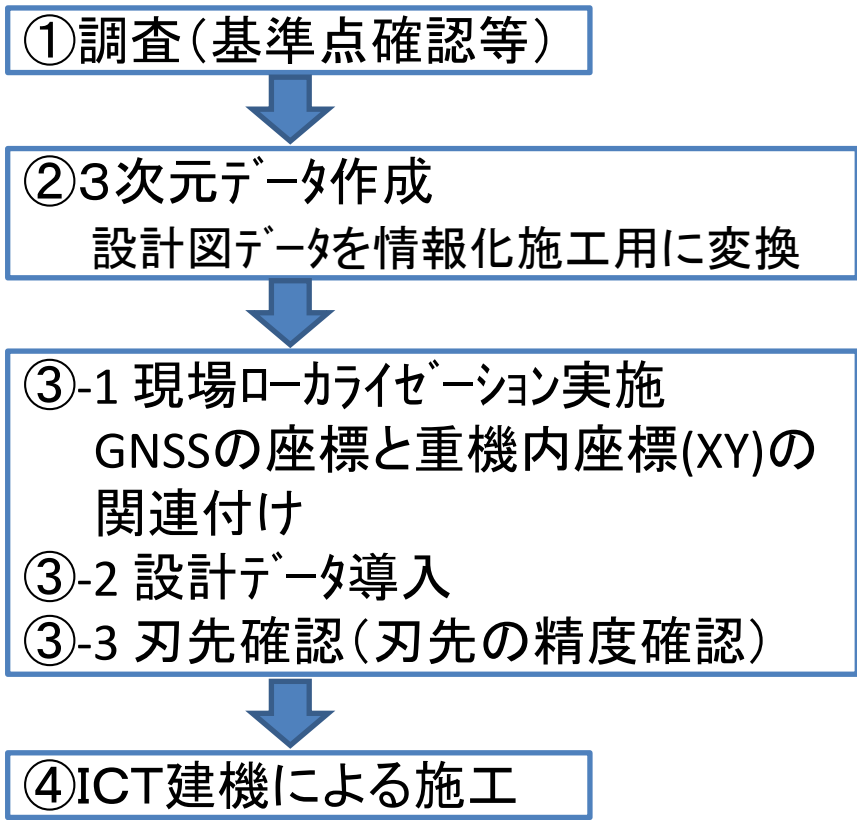 ①調査（基準点確認等）
②３次元ﾃﾞｰﾀ作成
設計図ﾃﾞｰﾀを情報化施工用に変換
③-1 現場ﾛｰｶﾗｲｾﾞｰｼｮﾝ実施
GNSSの座標と重機内座標(XY)の
関連付け
③-2 設計ﾃﾞｰﾀ導入
③-3 刃先確認（刃先の精度確認）
④ICT建機による施工